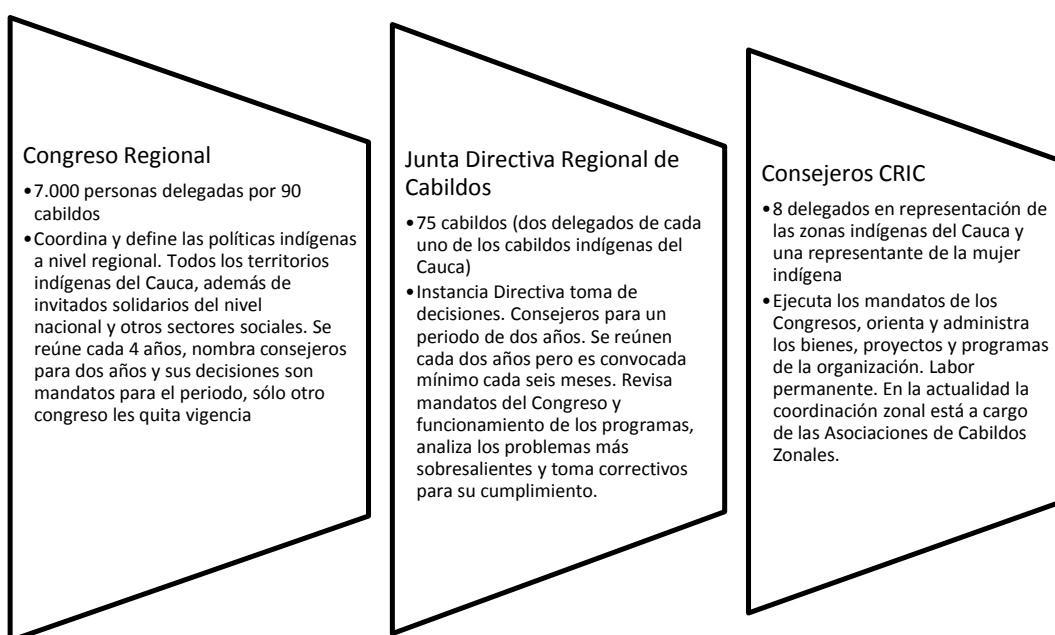 Congreso Regional
•7.000 personas delegadas por 90
cabildos
•Coordina y define las políticas indígenas
a nivel regional. Todos los territorios
indígenas del Cauca, además de
invitados solidarios del nivel
nacional y otros sectores sociales. Se
reúne cada 4 años, nombra consejeros
para dos años y sus decisiones son
mandatos para el periodo, sólo otro
congreso les quita vigencia
Junta Directiva Regional de
Cabildos
•75 cabildos (dos delegados de cada
uno de los cabildos indígenas del
Cauca)
•Instancia Directiva toma de
decisiones. Consejeros para un
periodo de dos años. Se reúnen
cada dos años pero es convocada
mínimo cada seis meses. Revisa
mandatos del Congreso y
funcionamiento de los programas,
analiza los problemas más
sobresalientes y toma correctivos
para su cumplimiento.
Consejeros CRIC
•8 delegados en representación de
las zonas indígenas del Cauca y
una representante de la mujer
indígena
•Ejecuta los mandatos de los
Congresos, orienta y administra
los bienes, proyectos y programas
de la organización. Labor
permanente. En la actualidad la
coordinación zonal está a cargo
de las Asociaciones de Cabildos
Zonales.